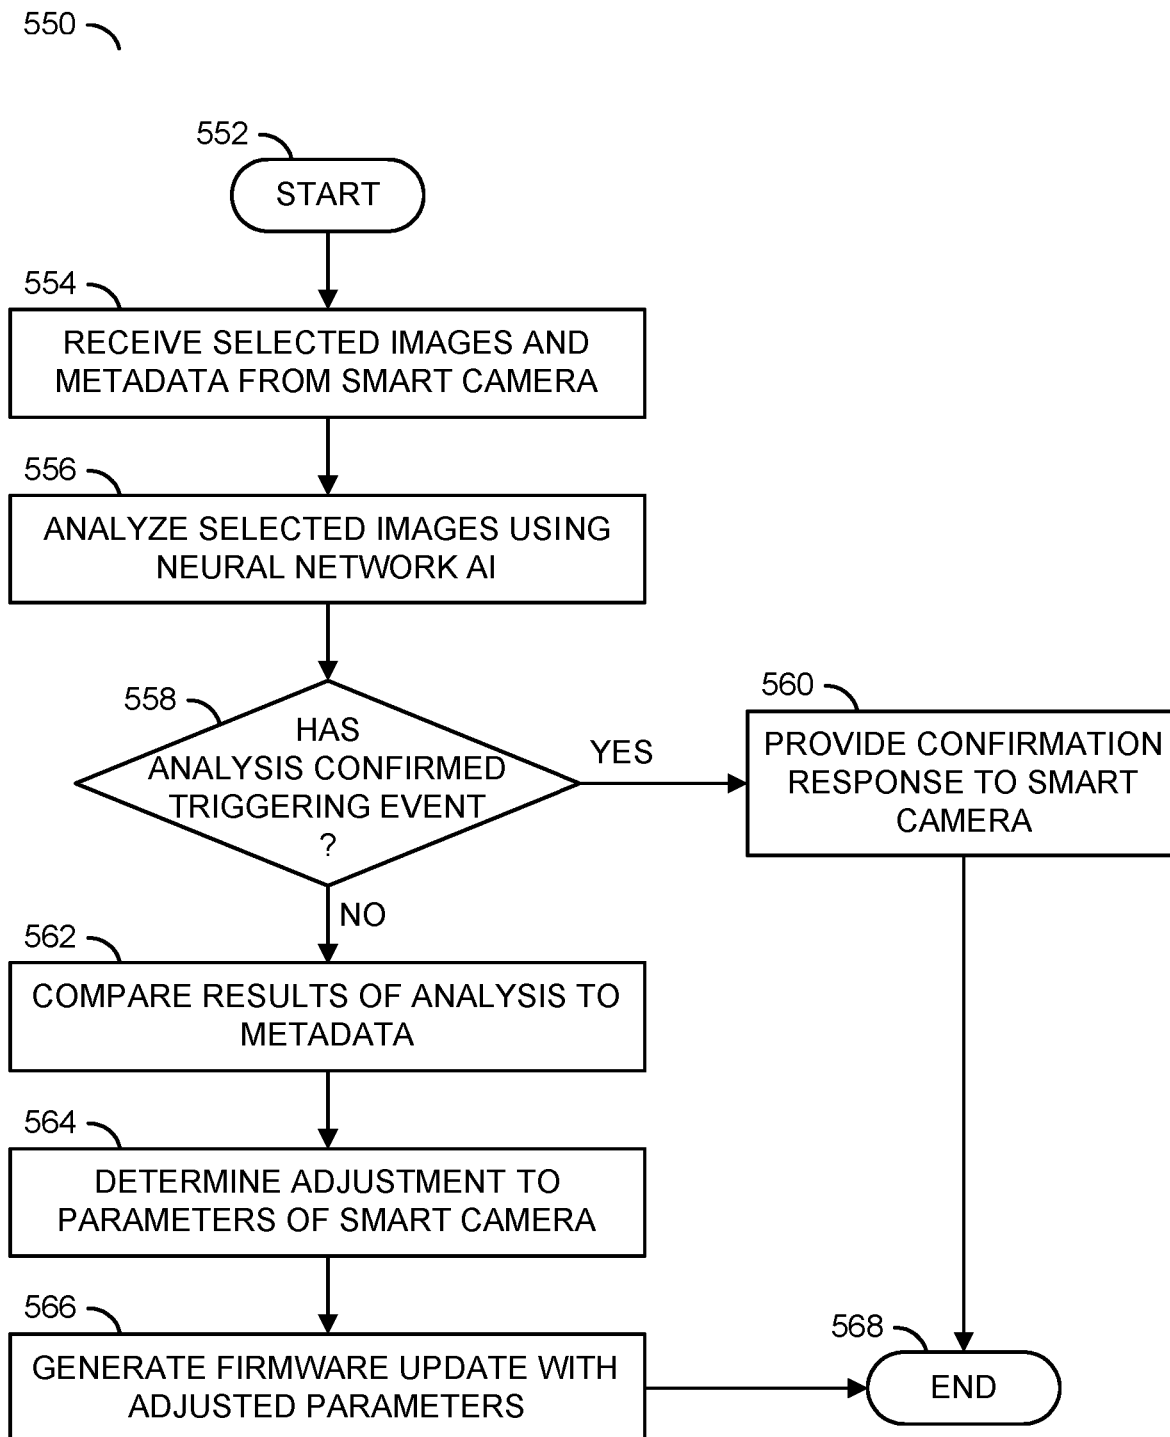 550
552
START
554
RECEIVE SELECTED IMAGES AND
METADATA FROM SMART CAMERA
556
ANALYZE SELECTED IMAGES USING
NEURAL NETWORK AI
558
HAS
ANALYSIS CONFIRMED
TRIGGERING EVENT
?
YES
560
PROVIDE CONFIRMATION
RESPONSE TO SMART
CAMERA
NO
562
COMPARE RESULTS OF ANALYSIS TO
METADATA
564
DETERMINE ADJUSTMENT TO
PARAMETERS OF SMART CAMERA
566
GENERATE FIRMWARE UPDATE WITH
ADJUSTED PARAMETERS
568
END